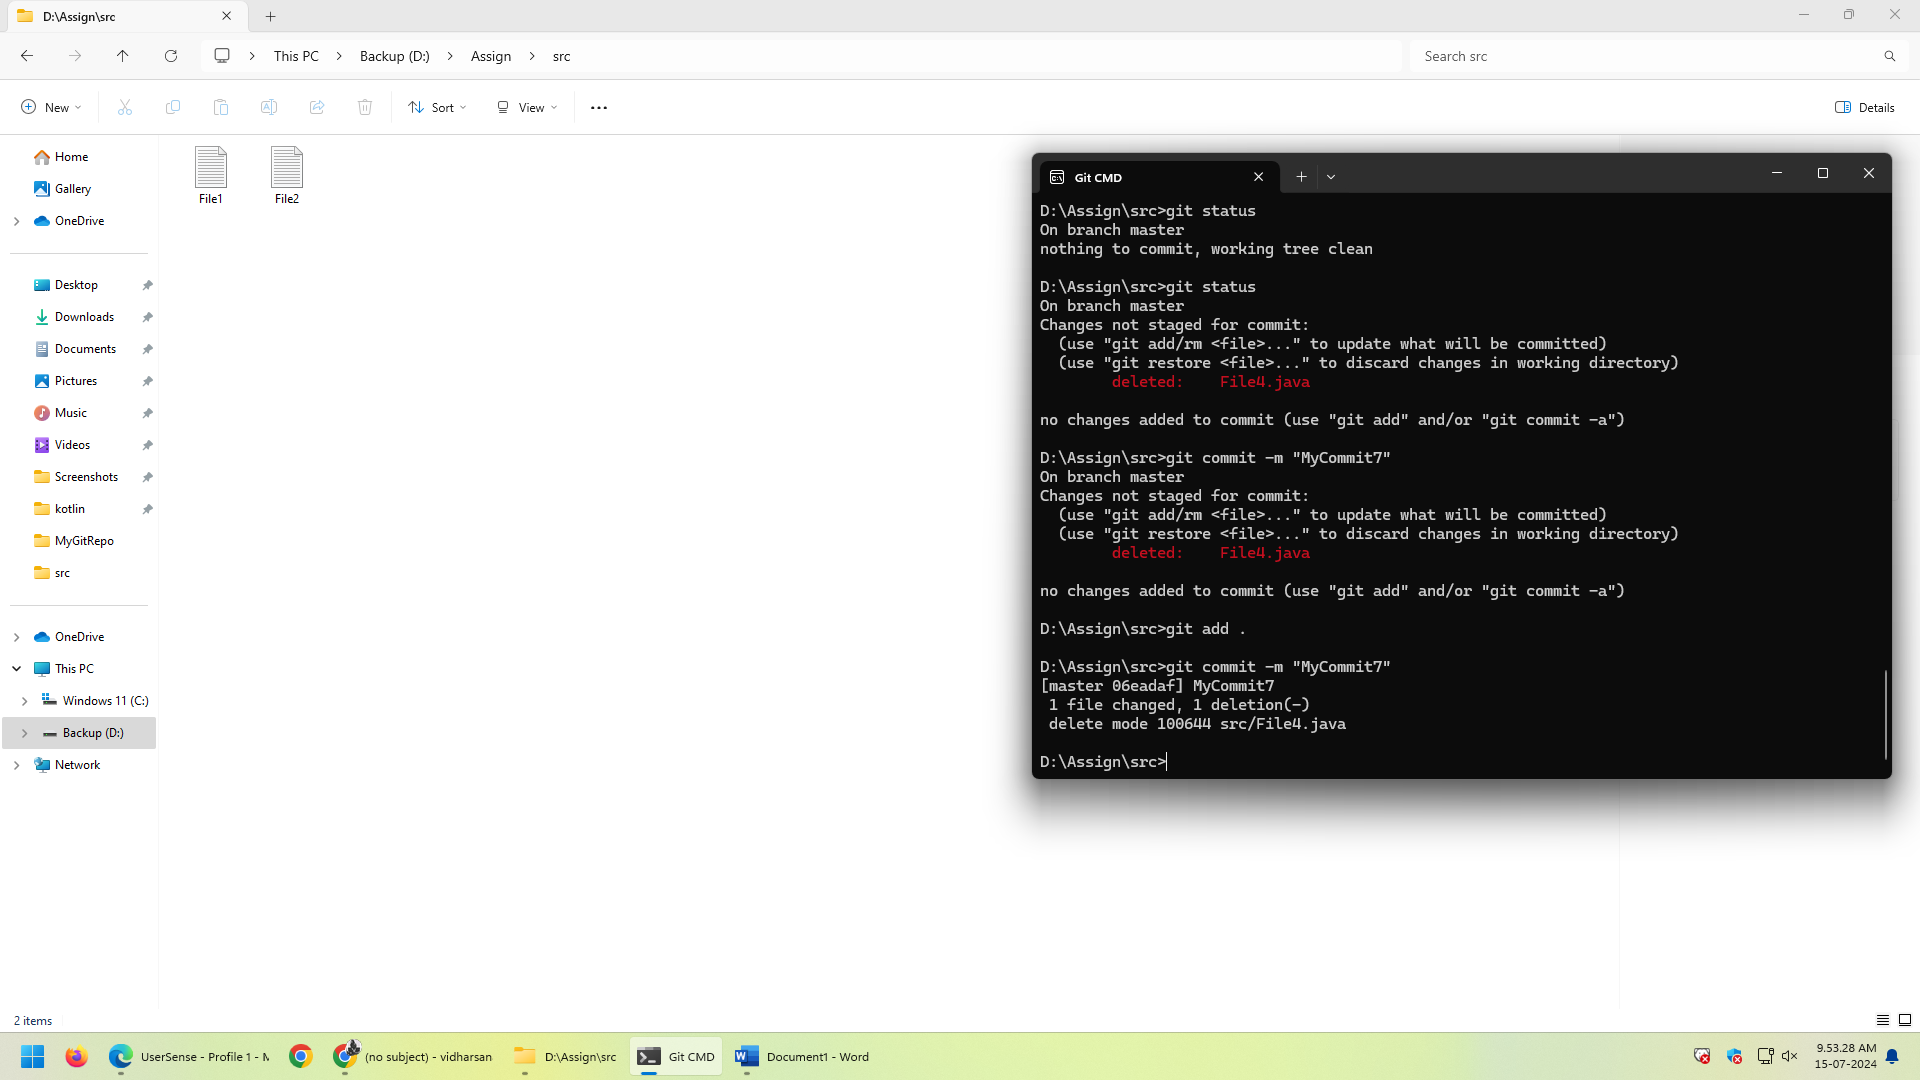 D:\Assign\src
This PC
Backup (D:)
Assign
src
Search src
New
Sort
View
Details
Home
Gallery
OneDrive
Desktop
Downloads
Documents
Pictures
Music
Videos
Screenshots
kotlin
MyGitRepo
src
OneDrive
This PC
Windows 11 (C:)
Backup (D:)
Network
File1
File2
Git CMD
D:\Assign\src>git status
On branch master
nothing to commit, working tree clean
D:\Assign\src>git status
On branch master
Changes not staged for commit:
(use "git add/rm <file>..." to update what will be committed)
(use "git restore <file>..." to discard changes in working directory)
deleted: File4.java
no changes added to commit (use "git add" and/or "git commit -a")
D:\Assign\src>git commit -m "MyCommit7"
On branch master
Changes not staged for commit:
(use "git add/rm <file>..." to update what will be committed)
(use "git restore <file>..." to discard changes in working directory)
deleted: File4.java
no changes added to commit (use "git add" and/or "git commit -a")
D:\Assign\src>git add .
D:\Assign\src>git commit -m "MyCommit7"
[master 06eadaf] MyCommit7
1 file changed, 1 deletion(-)
delete mode 100644 src/File4.java
D:\Assign\src>
2 items
UserSense - Profile 1 - M
(no subject) - vidharsan
D:\Assign\src
Git CMD
Document1 - Word
9.53.28 AM
15-07-2024